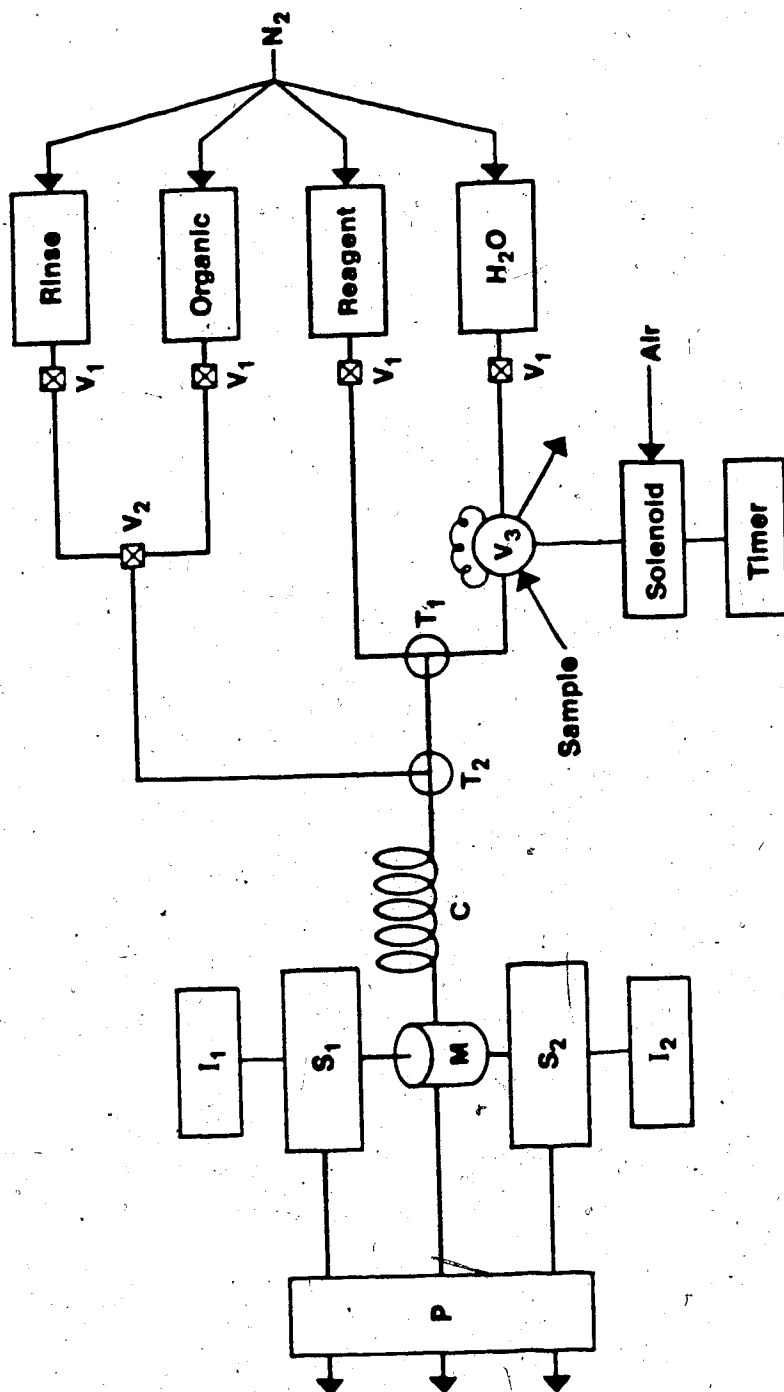 N₂
Rinse
Organic
Reagent
H₂O
V₁
V₁
V₁
V₁
V₂
V₃
Air
Solenoid
Timer
Sample
T₁
T₂
C
M
S₁
S₂
I₁
I₂
P